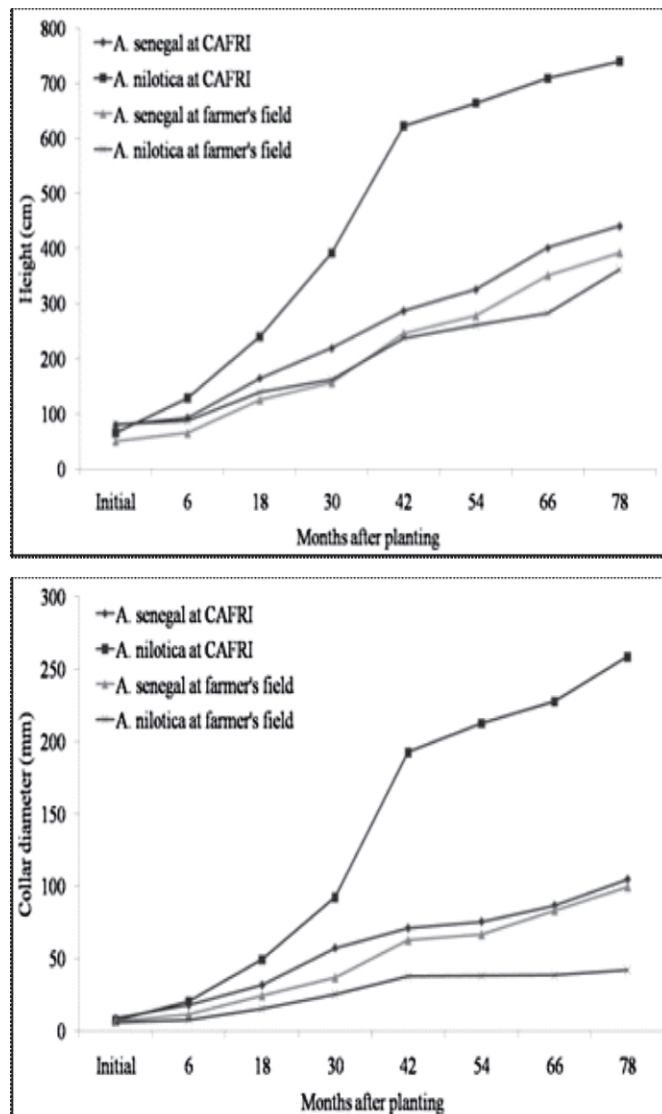 800
700
600
500
400
300
200
100
0
Height (cm)
A. senegal at CAFRI
A. nilotica at CAFRI
A. senegal at farmer's field
A. nilotica at farmer's field
Initial 6 18 30 42 54 66 78
Months after planting
300
250
200
150
100
50
0
Collar diameter (mm)
A. senegal at CAFRI
A. nilotica at CAFRI
A. senegal at farmer's field
A. nilotica at farmer's field
Initial 6 18 30 42 54 66 78
Months after planting